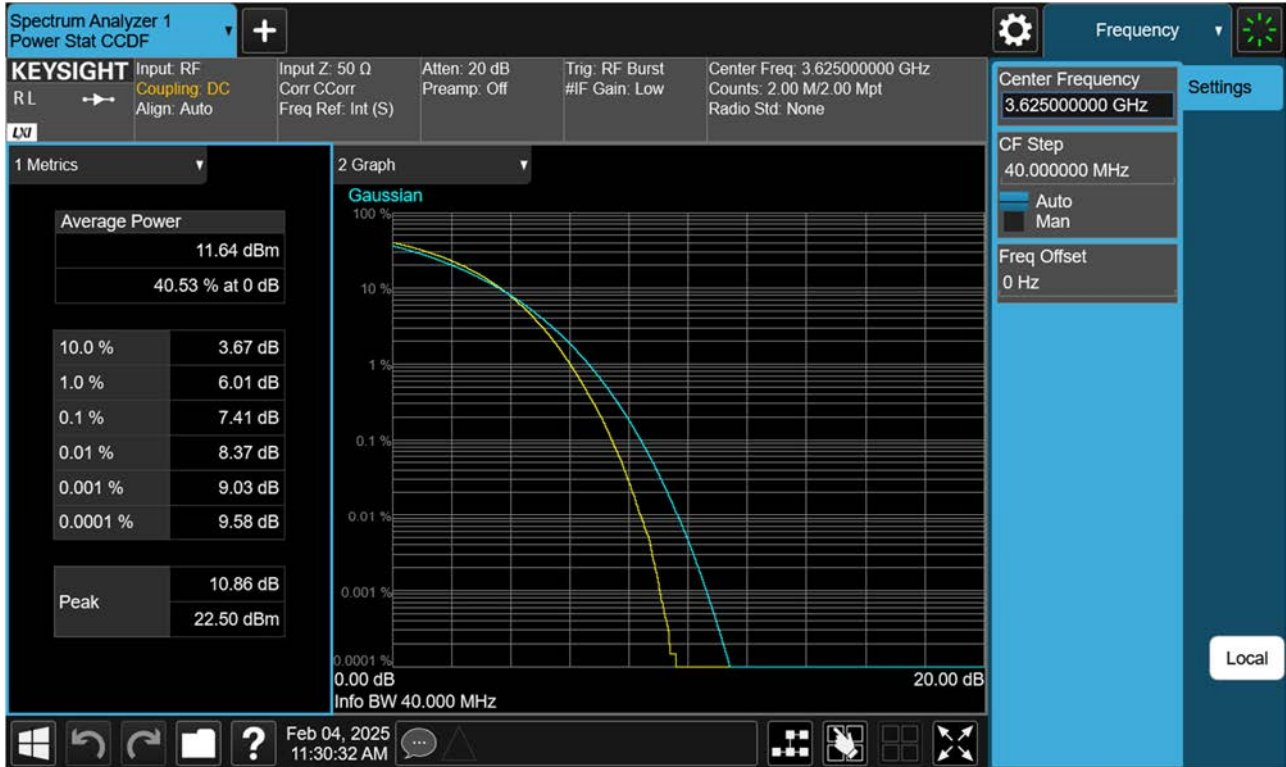 Spectrum Analyzer 1
Power Stat CCDF
Frequency
KEYSIGHT
R L
LXI
Input: RF
Coupling: DC
Align: Auto
Input Z: 50 Ω
Corr CCorr
Freq Ref: Int (S)
Atten: 20 dB
Preamp: Off
Trig: RF Burst
#IF Gain: Low
Center Freq: 3.625000000 GHz
Counts: 2.00 M/2.00 Mpt
Radio Std: None
1 Metrics
Average Power
11.64 dBm
40.53 % at 0 dB
10.0 % 3.67 dB
1.0 % 6.01 dB
0.1 % 7.41 dB
0.01 % 8.37 dB
0.001 % 9.03 dB
0.0001 % 9.58 dB
Peak
10.86 dB
22.50 dBm
2 Graph
Gaussian
100 %
10 %
1 %
0.1 %
0.01 %
0.001 %
0.0001 %
0.00 dB 20.00 dB
Info BW 40.000 MHz
Center Frequency
3.625000000 GHz
CF Step
40.000000 MHz
Auto
Man
Freq Offset
0 Hz
Settings
Local
?
Feb 04, 2025
11:30:32 AM